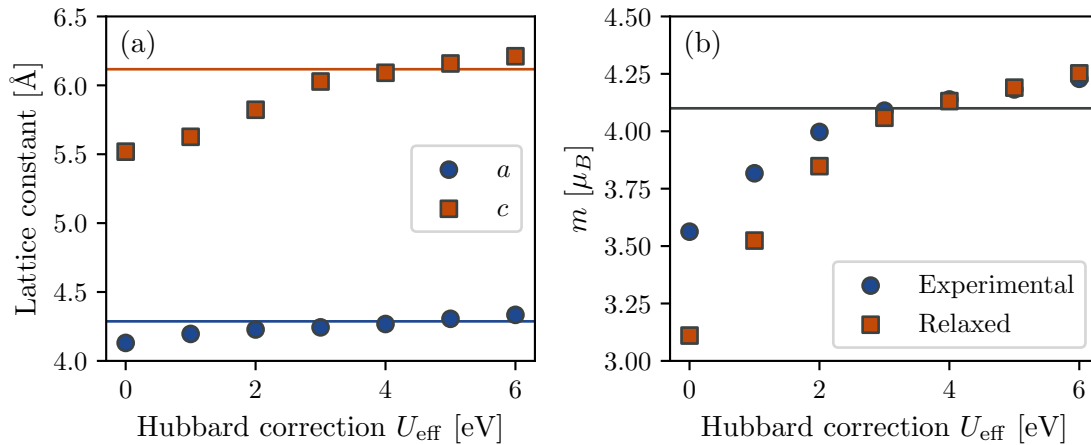 (a)
Lattice constant [Å]
6.5
6.0
5.5
5.0
4.5
4.0
a
c
0 2 4 6
Hubbard correction U_eff [eV]
(b)
m [μ_B]
4.50
4.25
4.00
3.75
3.50
3.25
3.00
Experimental
Relaxed
0 2 4 6
Hubbard correction U_eff [eV]